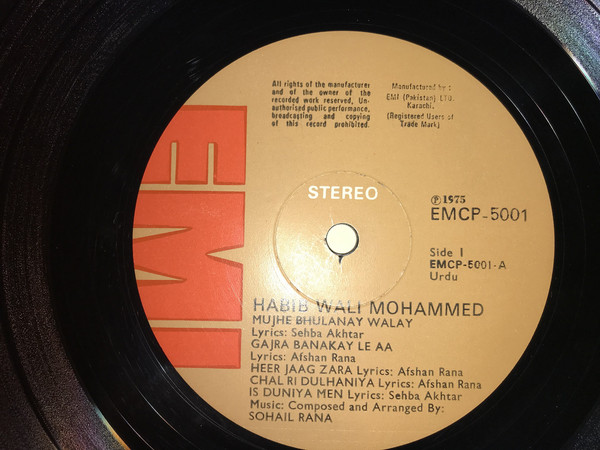 All rights of the manufacturer
and of the owner of the
recorded work reserved, Un-
authorised public performance,
broadcasting and copying
of this record prohibited.
Manufactured by :
EMI (Pakistan) LTD.
Karachi.
(Registered Users of
Trade Mark)
EMI
STEREO
Ⓟ 1975
EMCP-5001
Side 1
EMCP-5001-A
Urdu
HABIB WALI MOHAMMED
MUJHE BHULANAY WALAY
Lyrics: Sehba Akhtar
GAJRA BANAKAY LE AA
Lyrics: Afshan Rana
HEER JAAG ZARA Lyrics: Afshan Rana
CHAL RI DULHANIYA Lyrics: Afshan Rana
IS DUNIYA MEN Lyrics: Sehba Akhtar
Music: Composed and Arranged By:
SOHAIL RANA